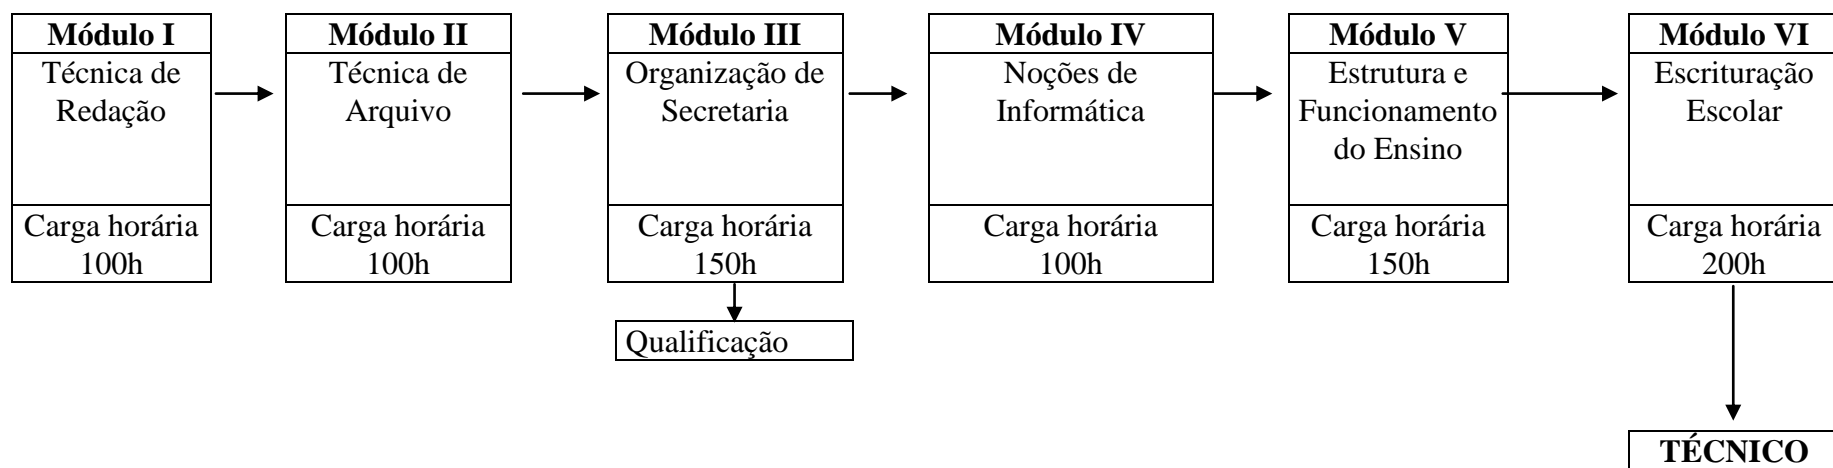 Módulo I
Técnica de
Redação
Carga horária
100h
Módulo II
Técnica de
Arquivo
Carga horária
100h
Módulo III
Organização de
Secretaria
Carga horária
150h
Qualificação
Módulo IV
Noções de
Informática
Carga horária
100h
Módulo V
Estrutura e
Funcionamento
do Ensino
Carga horária
150h
Módulo VI
Escrituração
Escolar
Carga horária
200h
TÉCNICO